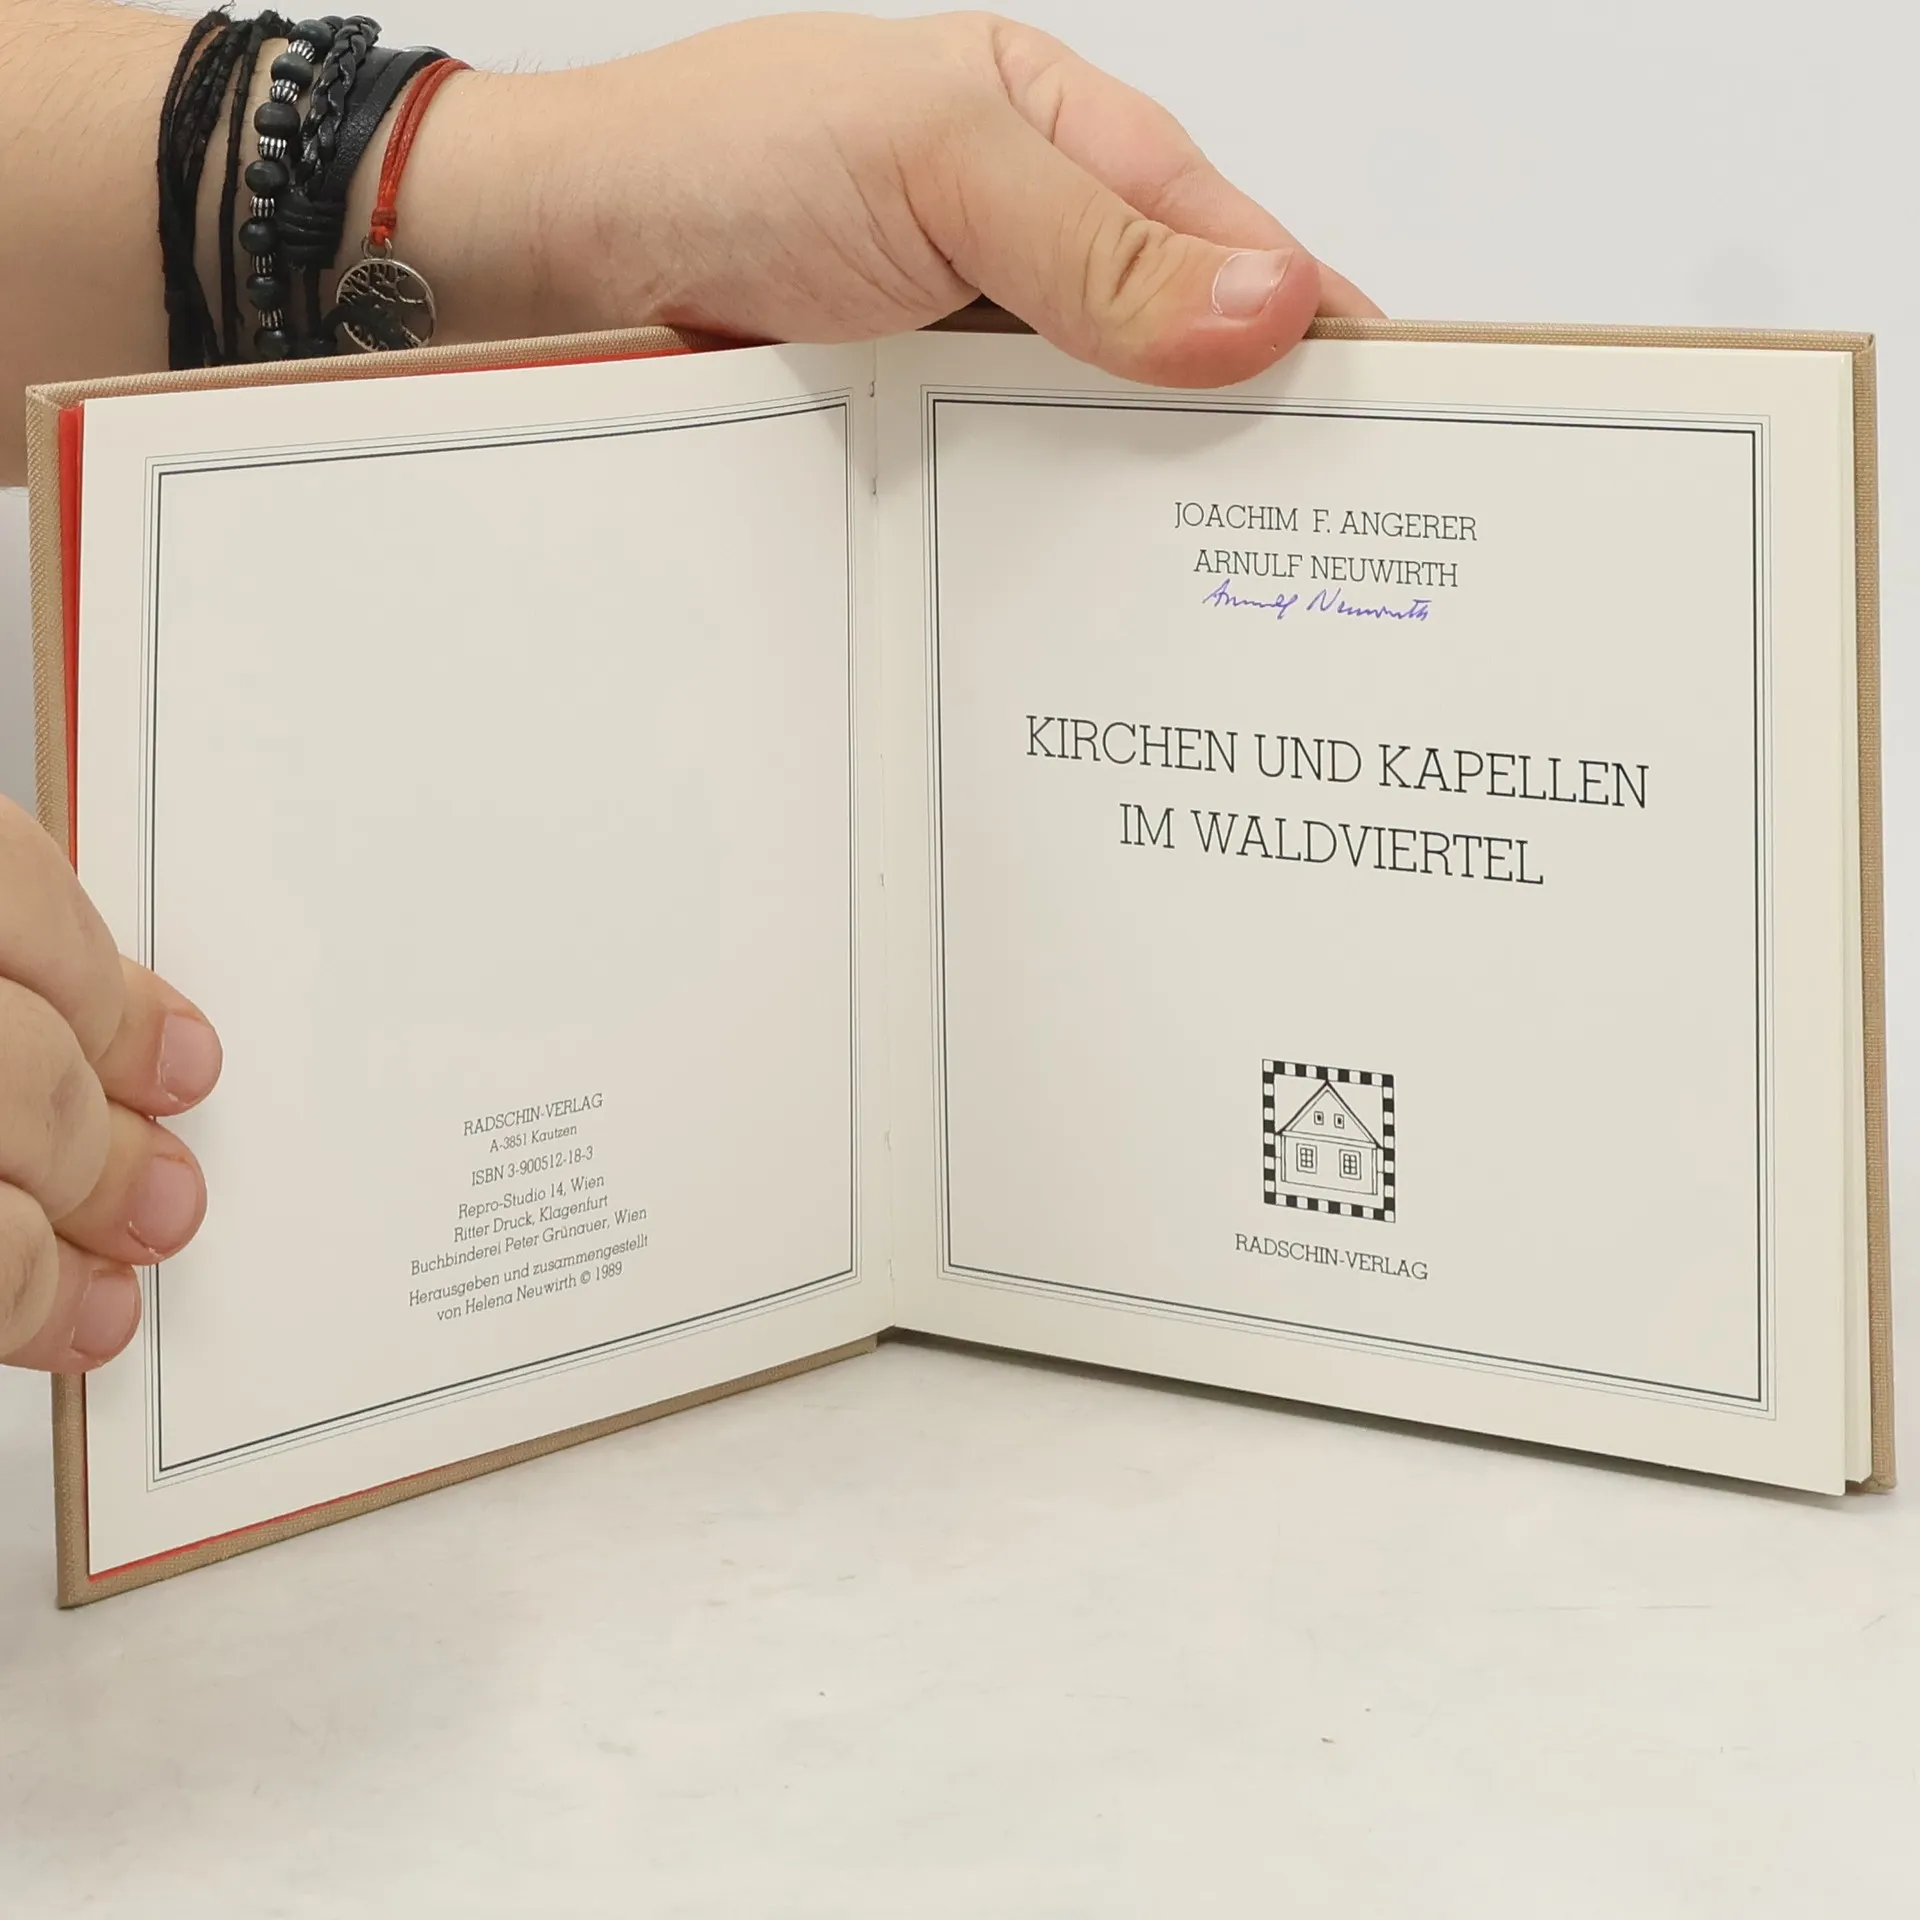 RADSCHIN-VERLAG
A-3851 Kautzen
ISBN 3-900512-18-3
Repro-Studio 14, Wien
Ritter Druck, Klagenfurt
Buchbinderei Peter Grünauer, Wien
Herausgeben und zusammengestellt
von Helena Neuwirth © 1989
JOACHIM F. ANGERER
ARNULF NEUWIRTH
Arnulf Neuwirth
KIRCHEN UND KAPELLEN
IM WALDVIERTEL
RADSCHIN-VERLAG